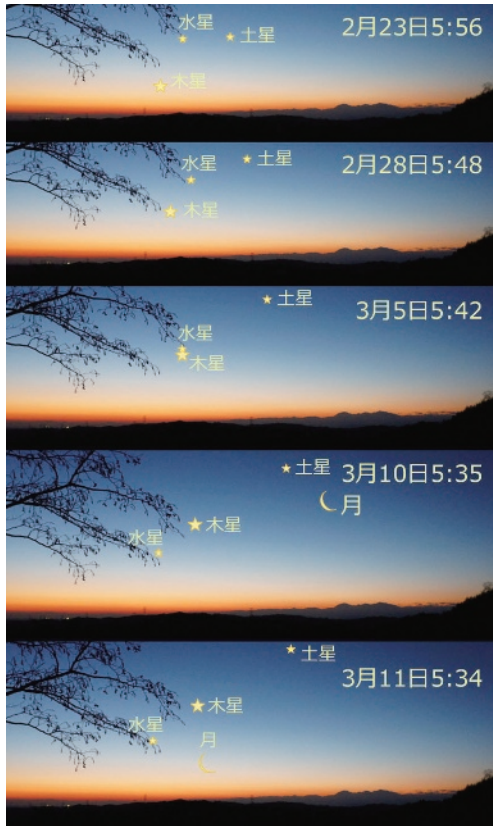 水星
土星
2月23日5:56
木星
土星
2月28日5:48
水星
木星
土星
3月5日5:42
水星
木星
土星
3月10日5:35
月
木星
水星
土星
3月11日5:34
木星
水星
月